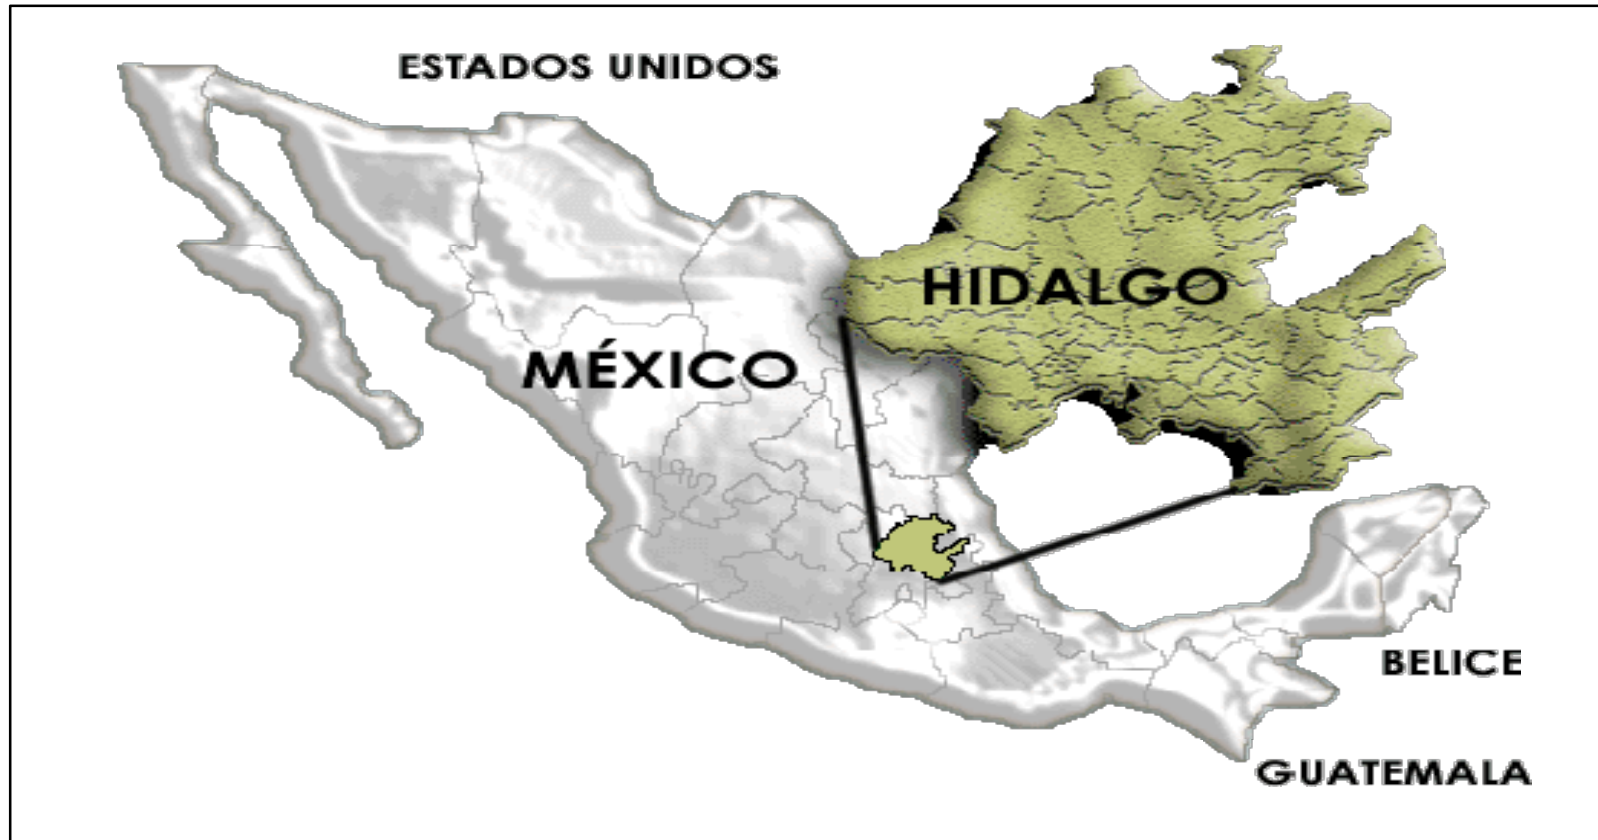 ESTADOS UNIDOS
HIDALGO
MÉXICO
BELICE
GUATEMALA